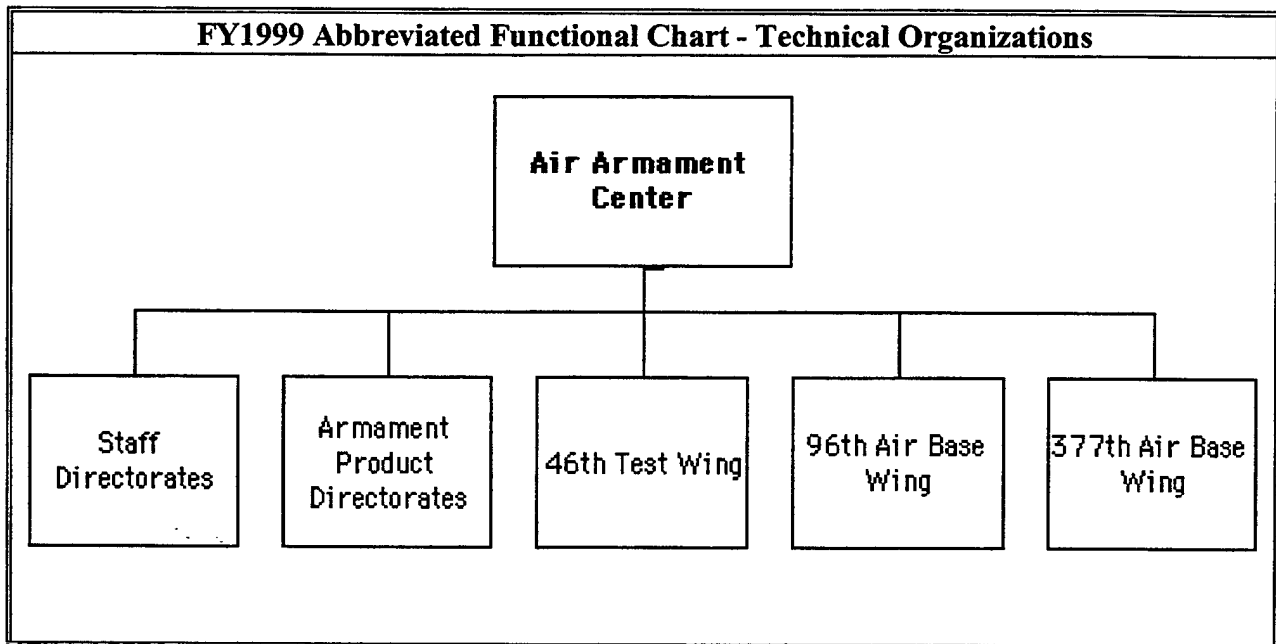 FY1999 Abbreviated Functional Chart - Technical Organizations
Air Armament
Center
Staff
Directorates
Armament
Product
Directorates
46th Test Wing
96th Air Base
Wing
377th Air Base
Wing